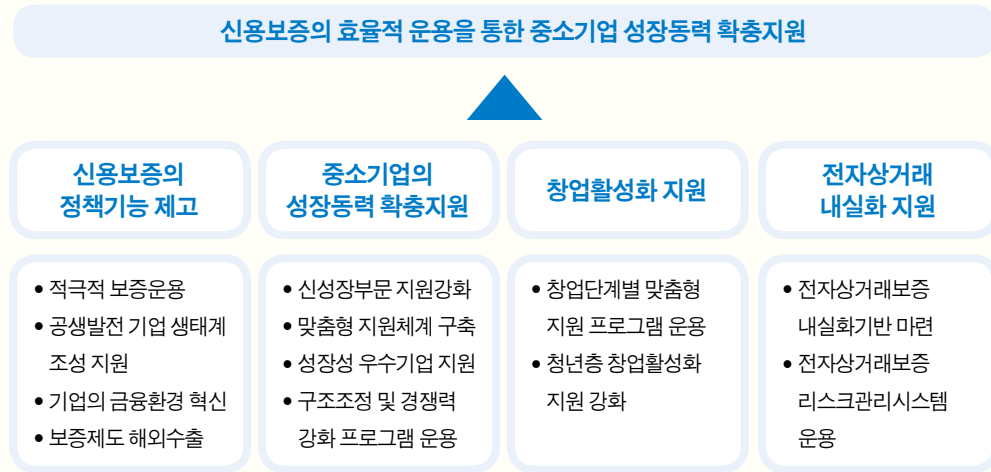 신용보증의 효율적 운용을 통한 중소기업 성장동력 확충지원
신용보증의
정책기능 제고
중소기업의
성장동력 확충지원
창업활성화 지원
전자상거래
내실화 지원
• 적극적 보증운용
• 공생발전 기업 생태계
조성 지원
• 기업의 금융환경 혁신
• 보증제도 해외수출
• 신성장부문 지원강화
• 맞춤형 지원체계 구축
• 성장성 우수기업 지원
• 구조조정 및 경쟁력
강화 프로그램 운용
• 창업단계별 맞춤형
지원 프로그램 운용
• 청년층 창업활성화
지원 강화
• 전자상거래보증
내실화기반 마련
• 전자상거래보증
리스크관리시스템
운용